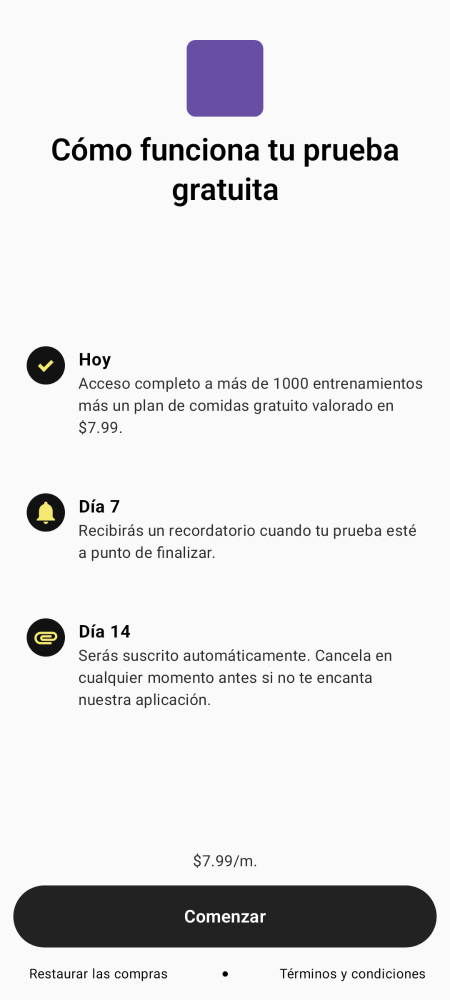 Cómo funciona tu prueba
gratuita
Hoy
Acceso completo a más de 1000 entrenamientos
más un plan de comidas gratuito valorado en
$7.99.
Día 7
Recibirás un recordatorio cuando tu prueba esté
a punto de finalizar.
Día 14
Serás suscrito automáticamente. Cancela en
cualquier momento antes si no te encanta
nuestra aplicación.
$7.99/m.
Comenzar
Restaurar las compras
Términos y condiciones